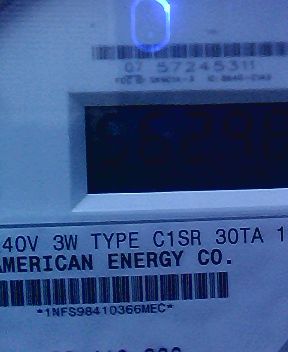 07 57245311
40V 3W TYPE C1SR 30TA 1
AMERICAN ENERGY CO.
*1NFS98410366MEC*